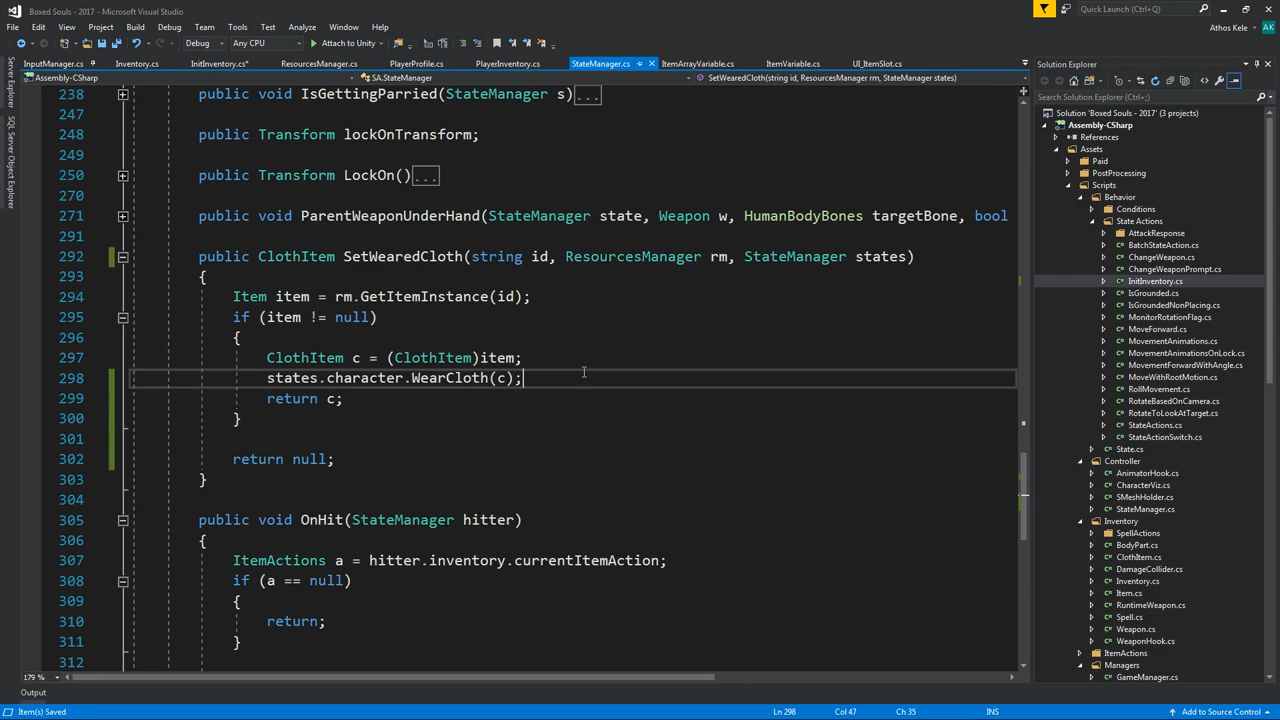 Boxed Souls - 2017 - Microsoft Visual Studio
Quick Launch (Ctrl+Q)
File Edit View Project Build Debug Team Tools Test Analyze Window Help
Athos Kele AK
Debug Any CPU Attach to Unity
InputManager.cs Inventory.cs InitInventory.cs* ResourcesManager.cs PlayerProfile.cs PlayerInventory.cs StateManager.cs ItemArrayVariable.cs ItemVariable.cs UI_ItemSlot.cs
Assembly-CSharp SA.StateManager SetWearedCloth(string id, ResourcesManager rm, StateManager states)
Server Explorer
SQL Server Object Explorer
238 public void IsGettingParried(StateManager s)...
247
248 public Transform lockOnTransform;
249
250 public Transform LockOn()...
270
271 public void ParentWeaponUnderHand(StateManager state, Weapon w, HumanBodyBones targetBone, bool
291
292 public ClothItem SetWearedCloth(string id, ResourcesManager rm, StateManager states)
293 {
294 Item item = rm.GetItemInstance(id);
295 if (item != null)
296 {
297 ClothItem c = (ClothItem)item;
298 states.character.WearCloth(c);
299 return c;
300 }
301
302 return null;
303 }
304
305 public void OnHit(StateManager hitter)
306 {
307 ItemActions a = hitter.inventory.currentItemAction;
308 if (a == null)
309 {
310 return;
311 }
312
179 %
Solution Explorer
Search Solution Explorer (Ctrl+;)
Solution 'Boxed Souls - 2017' (3 projects)
Assembly-CSharp
References
Assets
Paid
PostProcessing
Scripts
Behavior
Conditions
State Actions
AttackResponse
BatchStateAction.cs
ChangeWeapon.cs
ChangeWeaponPrompt.cs
InitInventory.cs
IsGrounded.cs
IsGroundedNonPlacing.cs
MonitorRotationFlag.cs
MoveForward.cs
MovementAnimations.cs
MovementAnimationsOnLock.cs
MovementForwardWithAngle.cs
MoveWithRootMotion.cs
RollMovement.cs
RotateBasedOnCamera.cs
RotateToLookAtTarget.cs
StateActions.cs
StateActionSwitch.cs
State.cs
Controller
AnimatorHook.cs
CharacterViz.cs
SMeshHolder.cs
StateManager.cs
Inventory
SpellActions
BodyPart.cs
ClothItem.cs
DamageCollider.cs
Inventory.cs
Item.cs
RuntimeWeapon.cs
Spell.cs
Weapon.cs
WeaponHook.cs
ItemActions
Managers
GameManager.cs
Output
Item(s) Saved Ln 298 Col 47 Ch 35 INS Add to Source Control